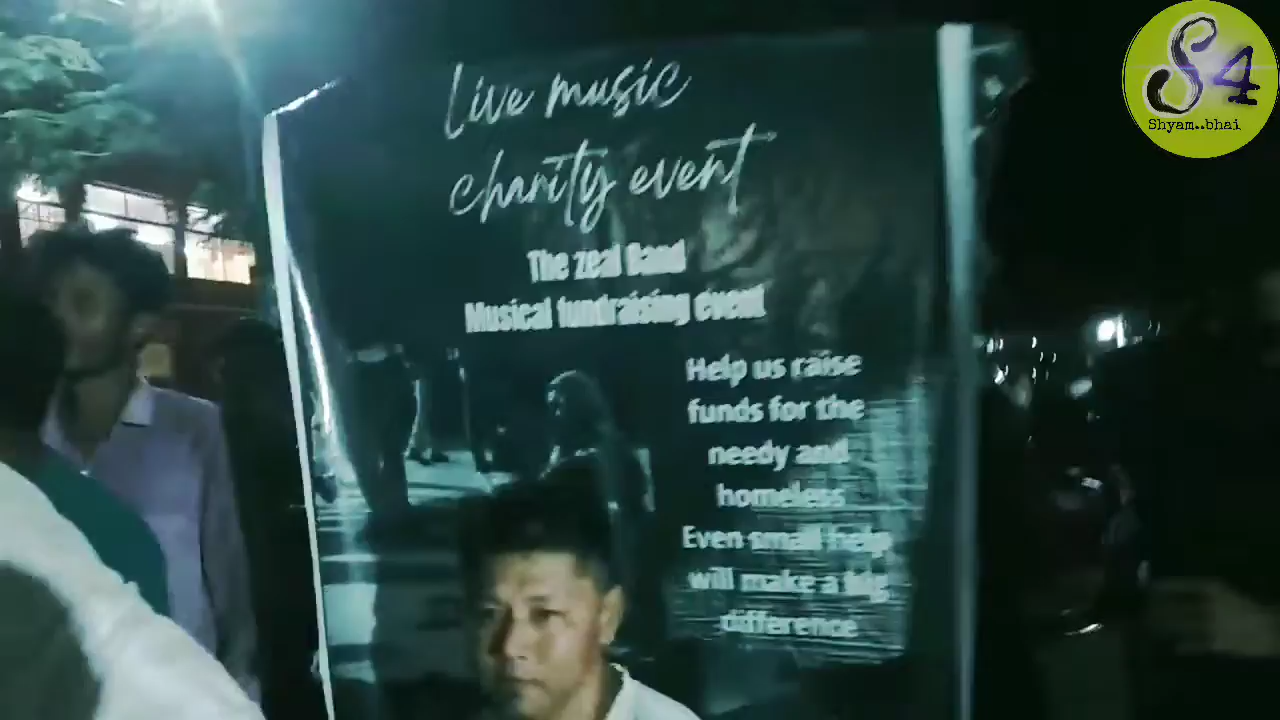 Live music
charity event
The zeal Band
Musical fundraising event
Help us raise
funds for the
needy and
homeless
Even small help
will make a big
difference
S4
Shyam..bhai